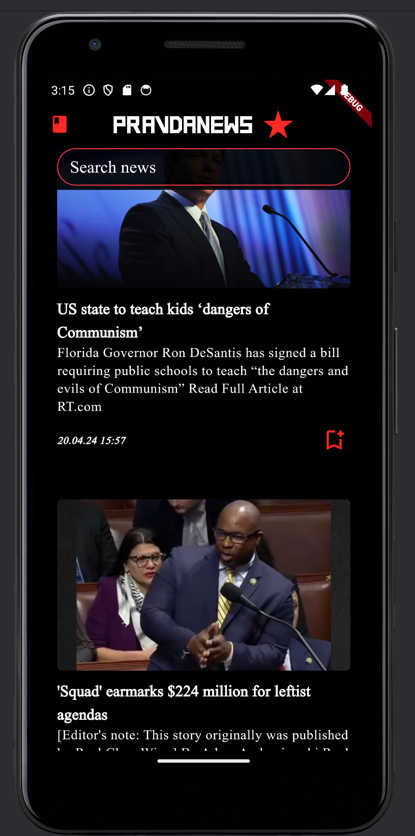 3:15
DEBUG
PRAVDANEWS
Search news
US state to teach kids ‘dangers of
Communism’
Florida Governor Ron DeSantis has signed a bill
requiring public schools to teach “the dangers and
evils of Communism” Read Full Article at
RT.com
20.04.24 15:57
'Squad' earmarks $224 million for leftist
agendas
[Editor's note: This story originally was published